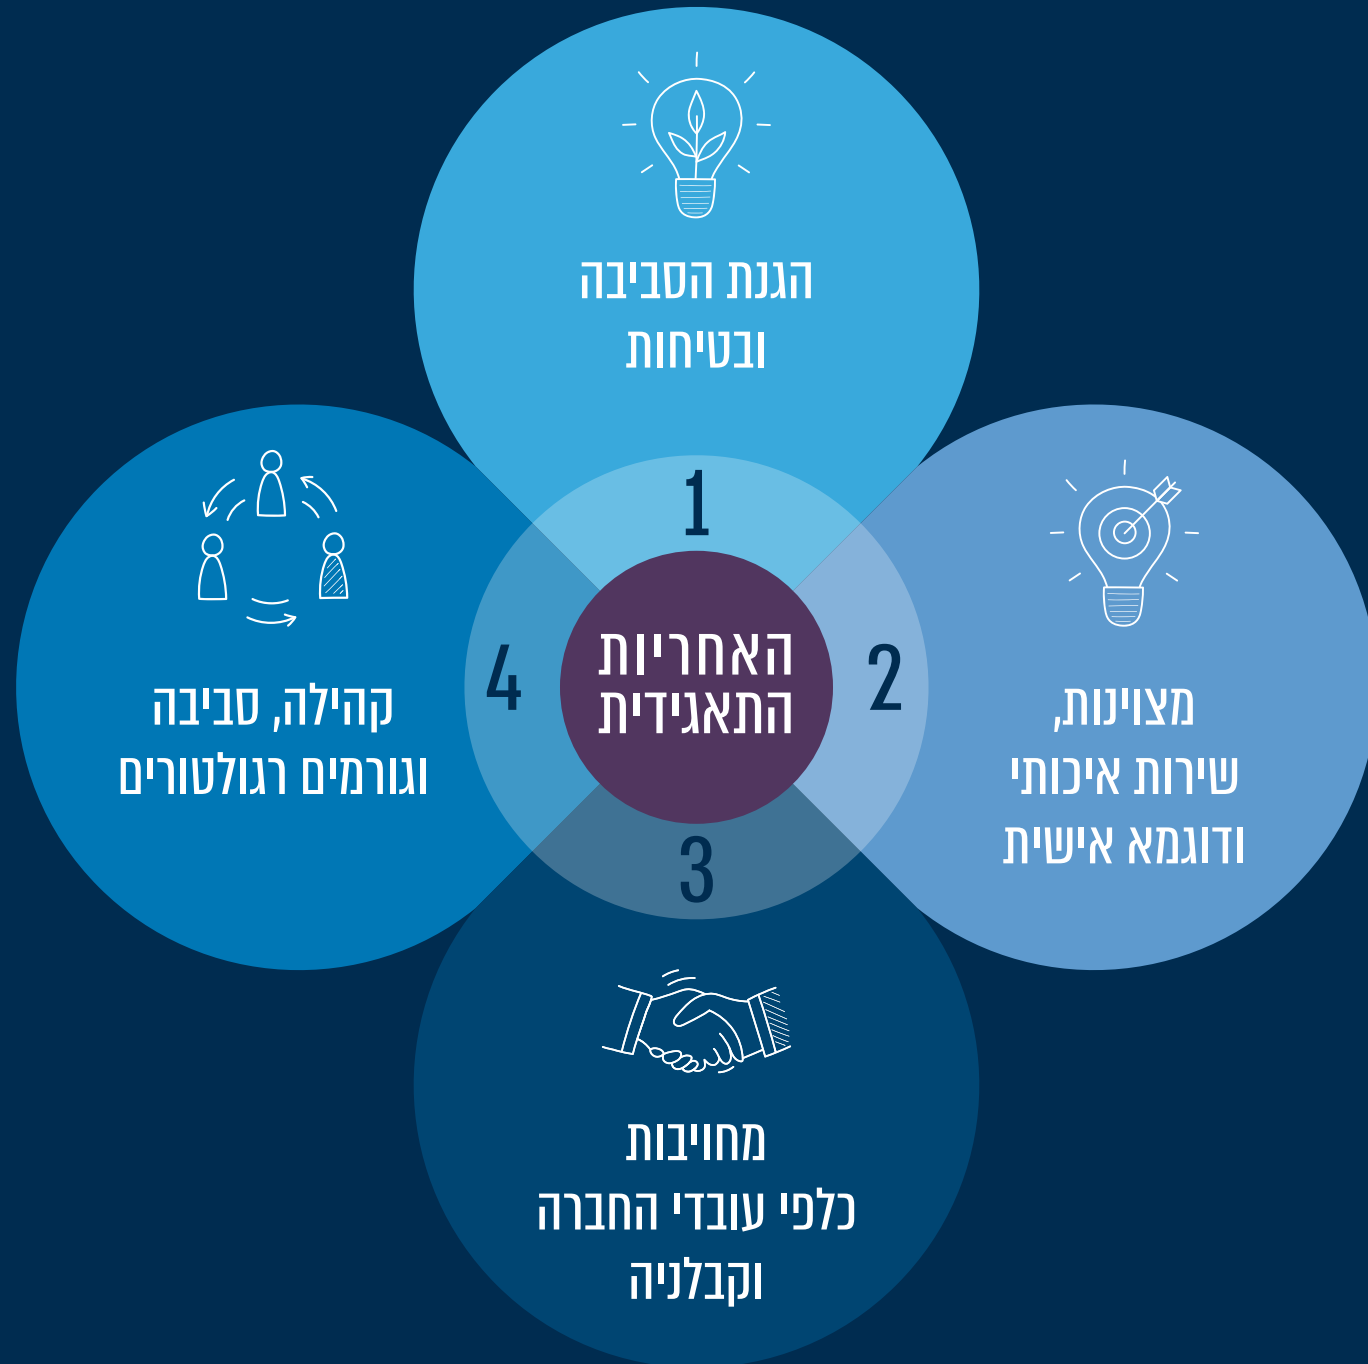 האחריות
התאגידית
1
הגנת הסביבה
ובטיחות
2
מצוינות,
שירות איכותי
ודוגמא אישית
3
מחויבות
כלפי עובדי החברה
וקבלניה
4
קהילה, סביבה
וגורמים רגולטורים